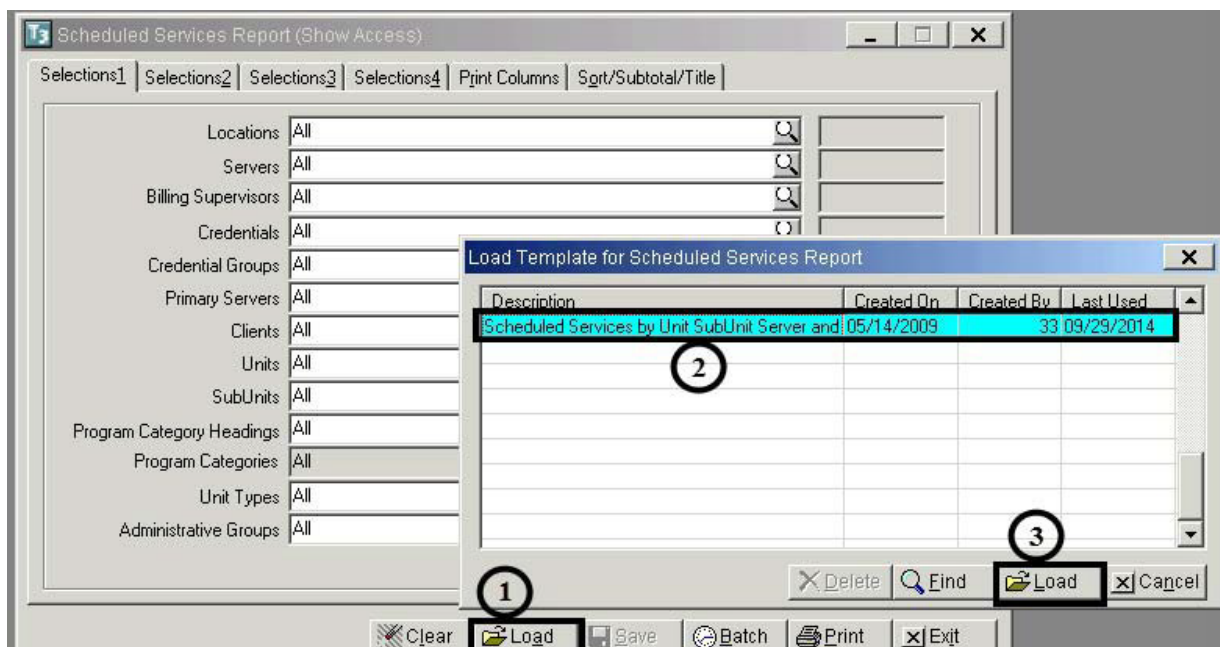 T3 Scheduled Services Report (Show Access)
Selections1 Selections2 Selections3 Selections4 Print Columns Sort/Subtotal/Title
Locations All
Servers All
Billing Supervisors All
Credentials All
Credential Groups All
Primary Servers All
Clients All
Units All
SubUnits All
Program Category Headings All
Program Categories All
Unit Types All
Administrative Groups All
Load Template for Scheduled Services Report
Description Created On Created By Last Used
Scheduled Services by Unit SubUnit Server and 05/14/2009 33 09/29/2014
2
3
Delete Find Load Cancel
1
Clear Load Save Batch Print Exit